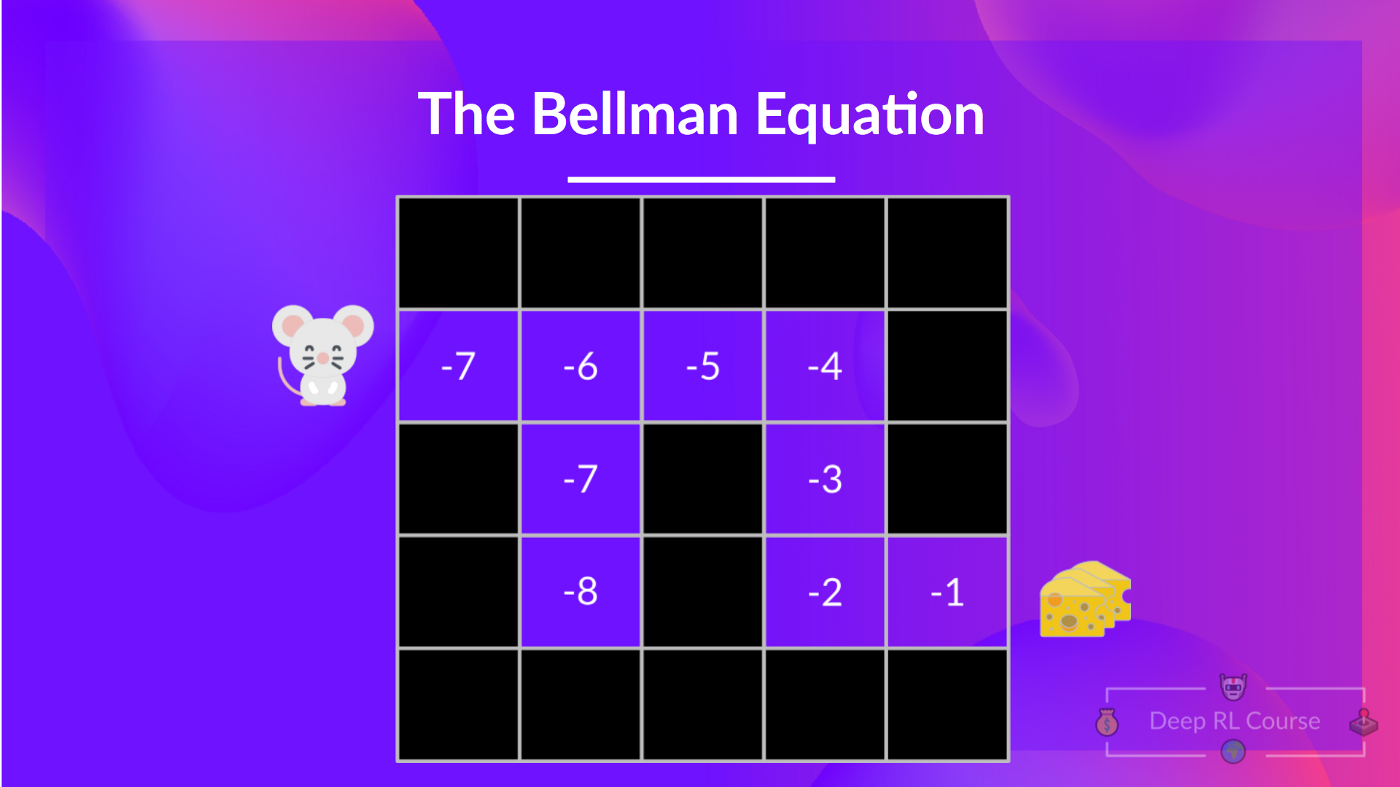 The Bellman Equation
-7 -6 -5 -4
-7 -3
-8 -2 -1
Deep RL Course